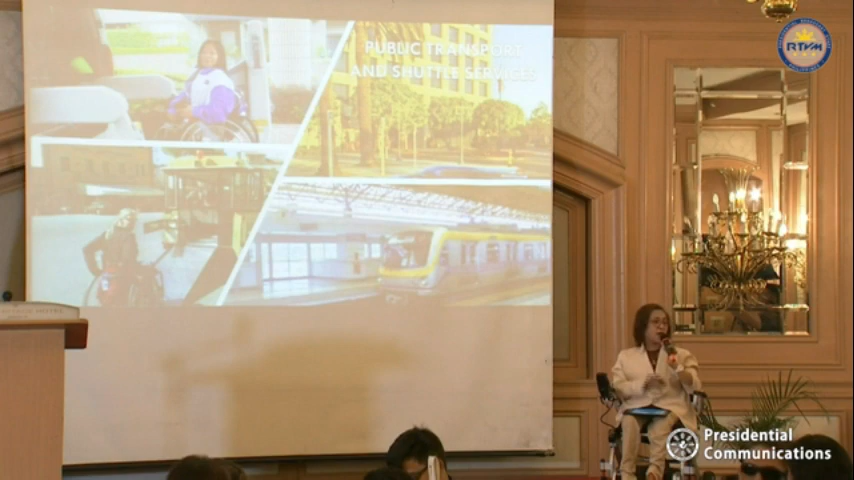 PUBLIC TRANSPORT
AND SHUTTLE SERVICES
RTVM
Presidential
Communications